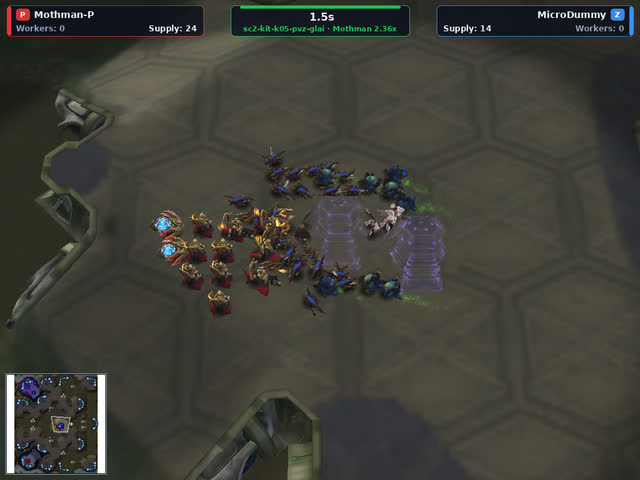 P Mothman-P
Workers: 0 Supply: 24
1.5s
sc2-kit-k05-pvz-glai · Mothman 2.36x
MicroDummy Z
Supply: 14 Workers: 0